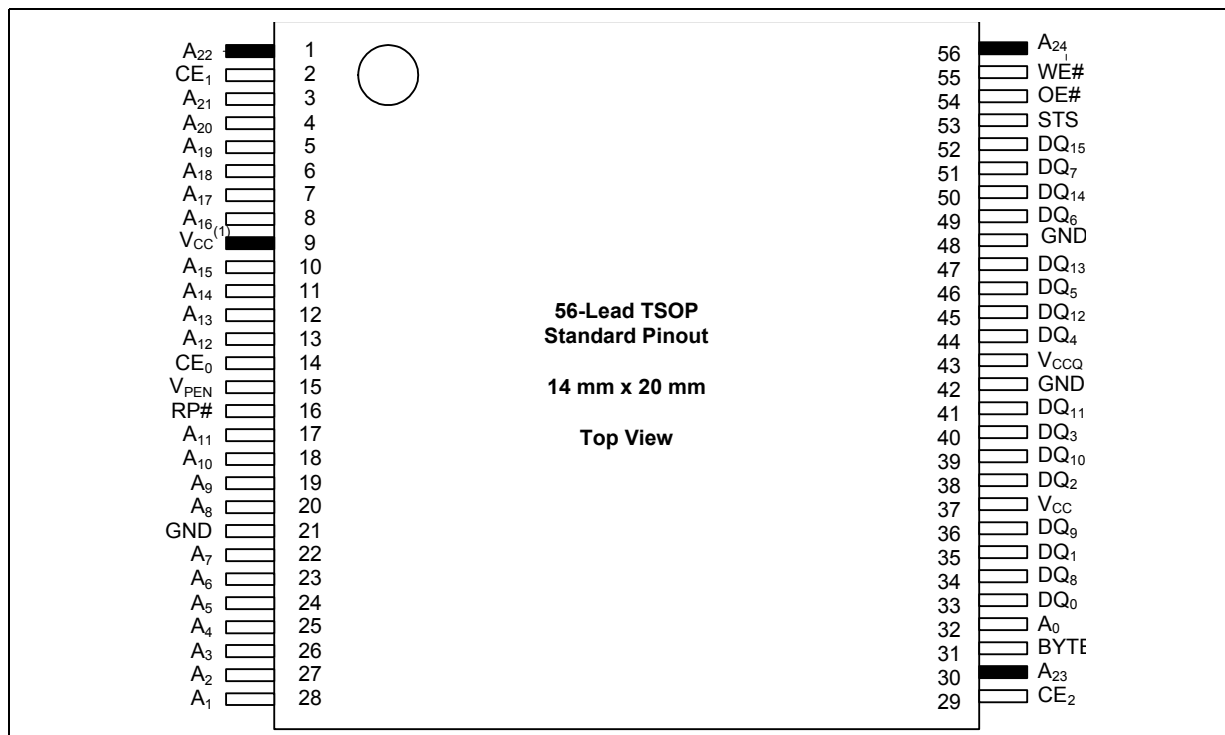 A22 1
CE1 2
A21 3
A20 4
A19 5
A18 6
A17 7
A16 8
VCC(1) 9
A15 10
A14 11
A13 12
A12 13
CE0 14
VPEN 15
RP# 16
A11 17
A10 18
A9 19
A8 20
GND 21
A7 22
A6 23
A5 24
A4 25
A3 26
A2 27
A1 28
56-Lead TSOP
Standard Pinout
14 mm x 20 mm
Top View
56 A24
55 WE#
54 OE#
53 STS
52 DQ15
51 DQ7
50 DQ14
49 DQ6
48 GND
47 DQ13
46 DQ5
45 DQ12
44 DQ4
43 VCCQ
42 GND
41 DQ11
40 DQ3
39 DQ10
38 DQ2
37 VCC
36 DQ9
35 DQ1
34 DQ8
33 DQ0
32 A0
31 BYTE
30 A23
29 CE2